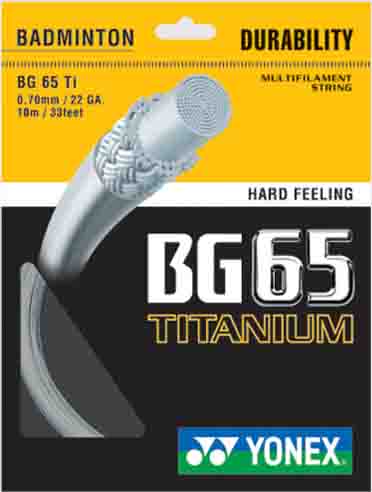 BADMINTON
DURABILITY
BG 65 Ti
0.70mm / 22 GA.
10m / 33feet
MULTIFILAMENT
STRING
HARD FEELING
BG65
TITANIUM
YONEX